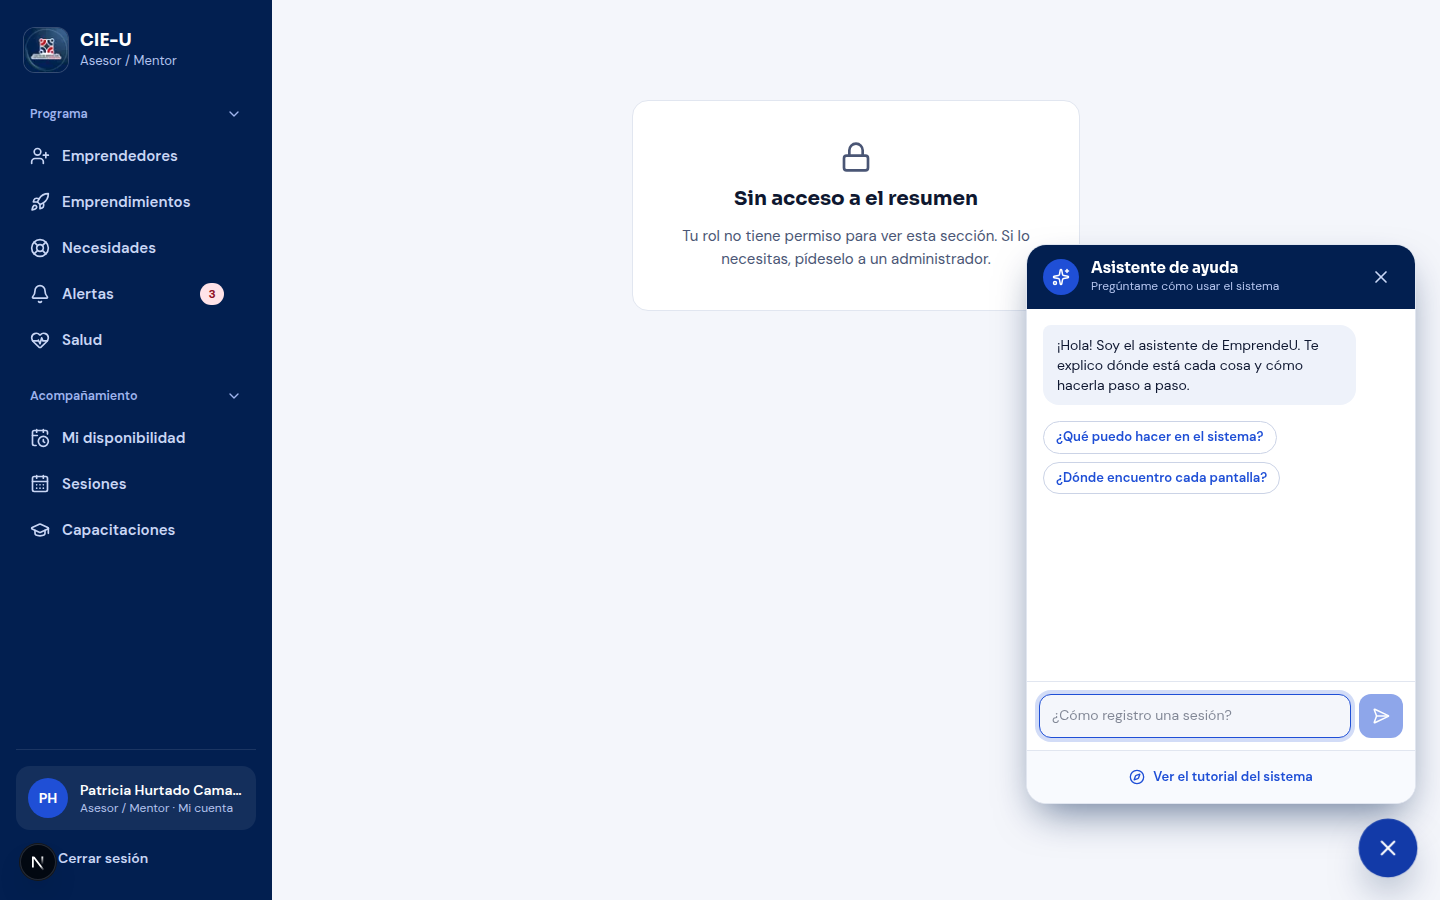 CIE-U
Asesor / Mentor
Programa
Emprendedores
Emprendimientos
Necesidades
Alertas
3
Salud
Acompañamiento
Mi disponibilidad
Sesiones
Capacitaciones
PH
Patricia Hurtado Cama...
Asesor / Mentor · Mi cuenta
N
Cerrar sesión
Sin acceso a el resumen
Tu rol no tiene permiso para ver esta sección. Si lo
necesitas, pídeselo a un administrador.
Asistente de ayuda
Pregúntame cómo usar el sistema
¡Hola! Soy el asistente de EmprendeU. Te
explico dónde está cada cosa y cómo
hacerla paso a paso.
¿Qué puedo hacer en el sistema?
¿Dónde encuentro cada pantalla?
¿Cómo registro una sesión?
Ver el tutorial del sistema